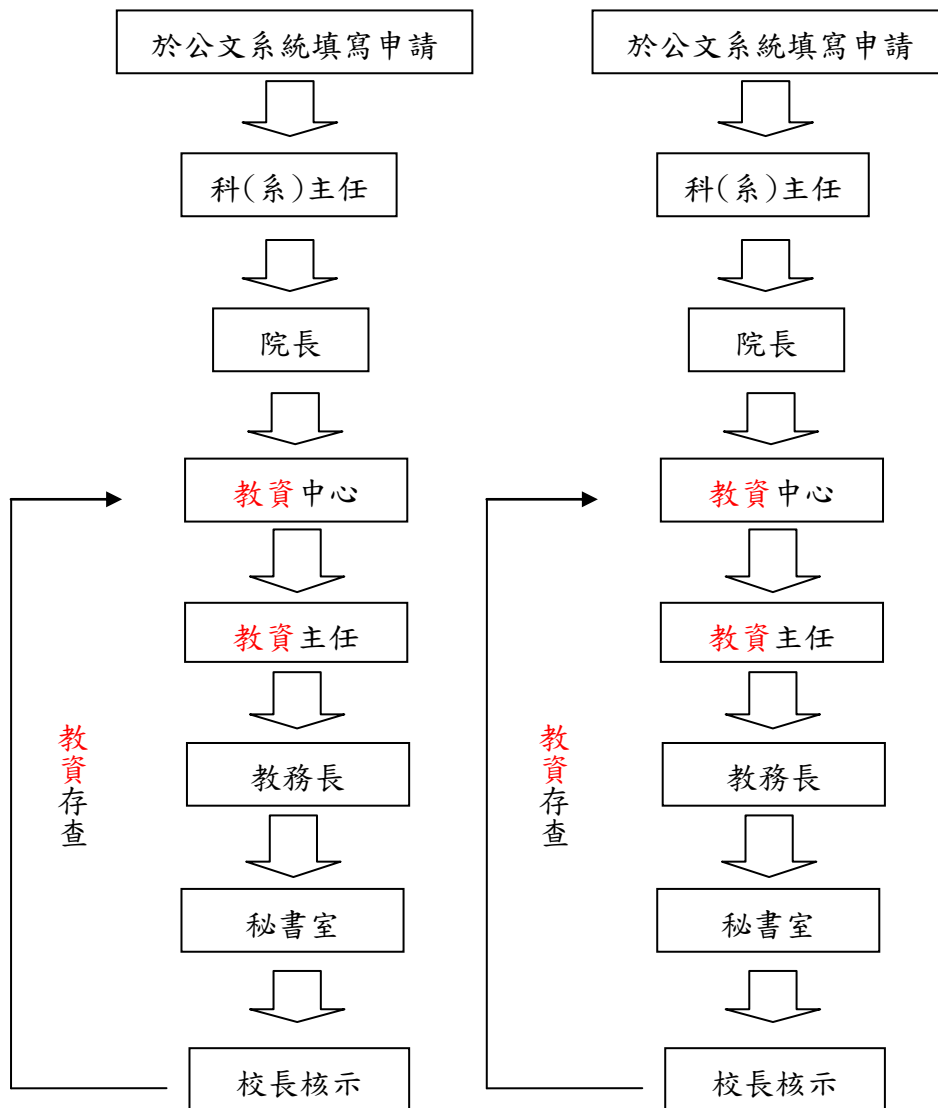 於公文系統填寫申請
科(系)主任
院長
教資中心
教資主任
教務長
秘書室
校長核示
教資存查
於公文系統填寫申請
科(系)主任
院長
教資中心
教資主任
教務長
秘書室
校長核示
教資存查